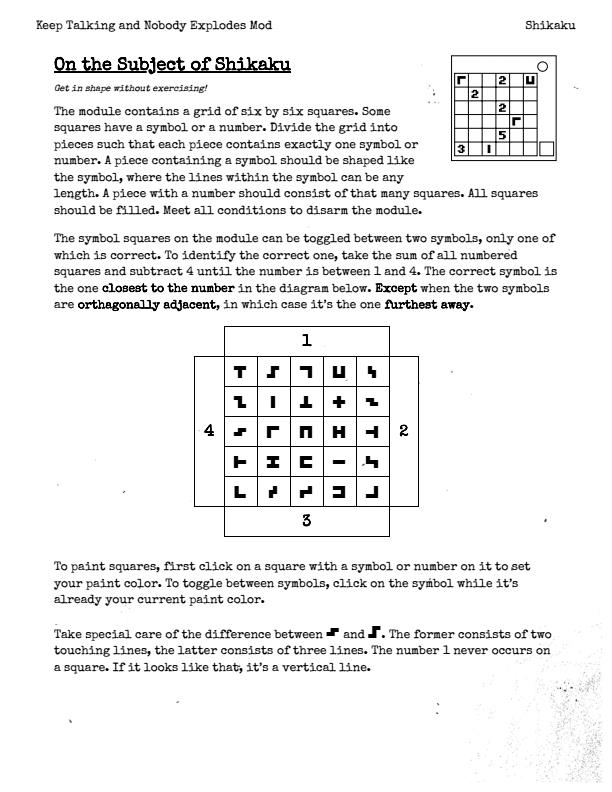 Keep Talking and Nobody Explodes Mod Shikaku
On the Subject of Shikaku
Get in shape without exercising!
The module contains a grid of six by six squares. Some
squares have a symbol or a number. Divide the grid into
pieces such that each piece contains exactly one symbol or
number. A piece containing a symbol should be shaped like
the symbol, where the lines within the symbol can be any
length. A piece with a number should consist of that many squares. All squares
should be filled. Meet all conditions to disarm the module.
2
2
2
5
3 1
The symbol squares on the module can be toggled between two symbols, only one of
which is correct. To identify the correct one, take the sum of all numbered
squares and subtract 4 until the number is between 1 and 4. The correct symbol is
the one closest to the number in the diagram below. Except when the two symbols
are orthogonally adjacent, in which case it's the one furthest away.
1
4 2
3
To paint squares, first click on a square with a symbol or number on it to set
your paint color. To toggle between symbols, click on the symbol while it's
already your current paint color.
Take special care of the difference between and . The former consists of two
touching lines, the latter consists of three lines. The number 1 never occurs on
a square. If it looks like that, it's a vertical line.